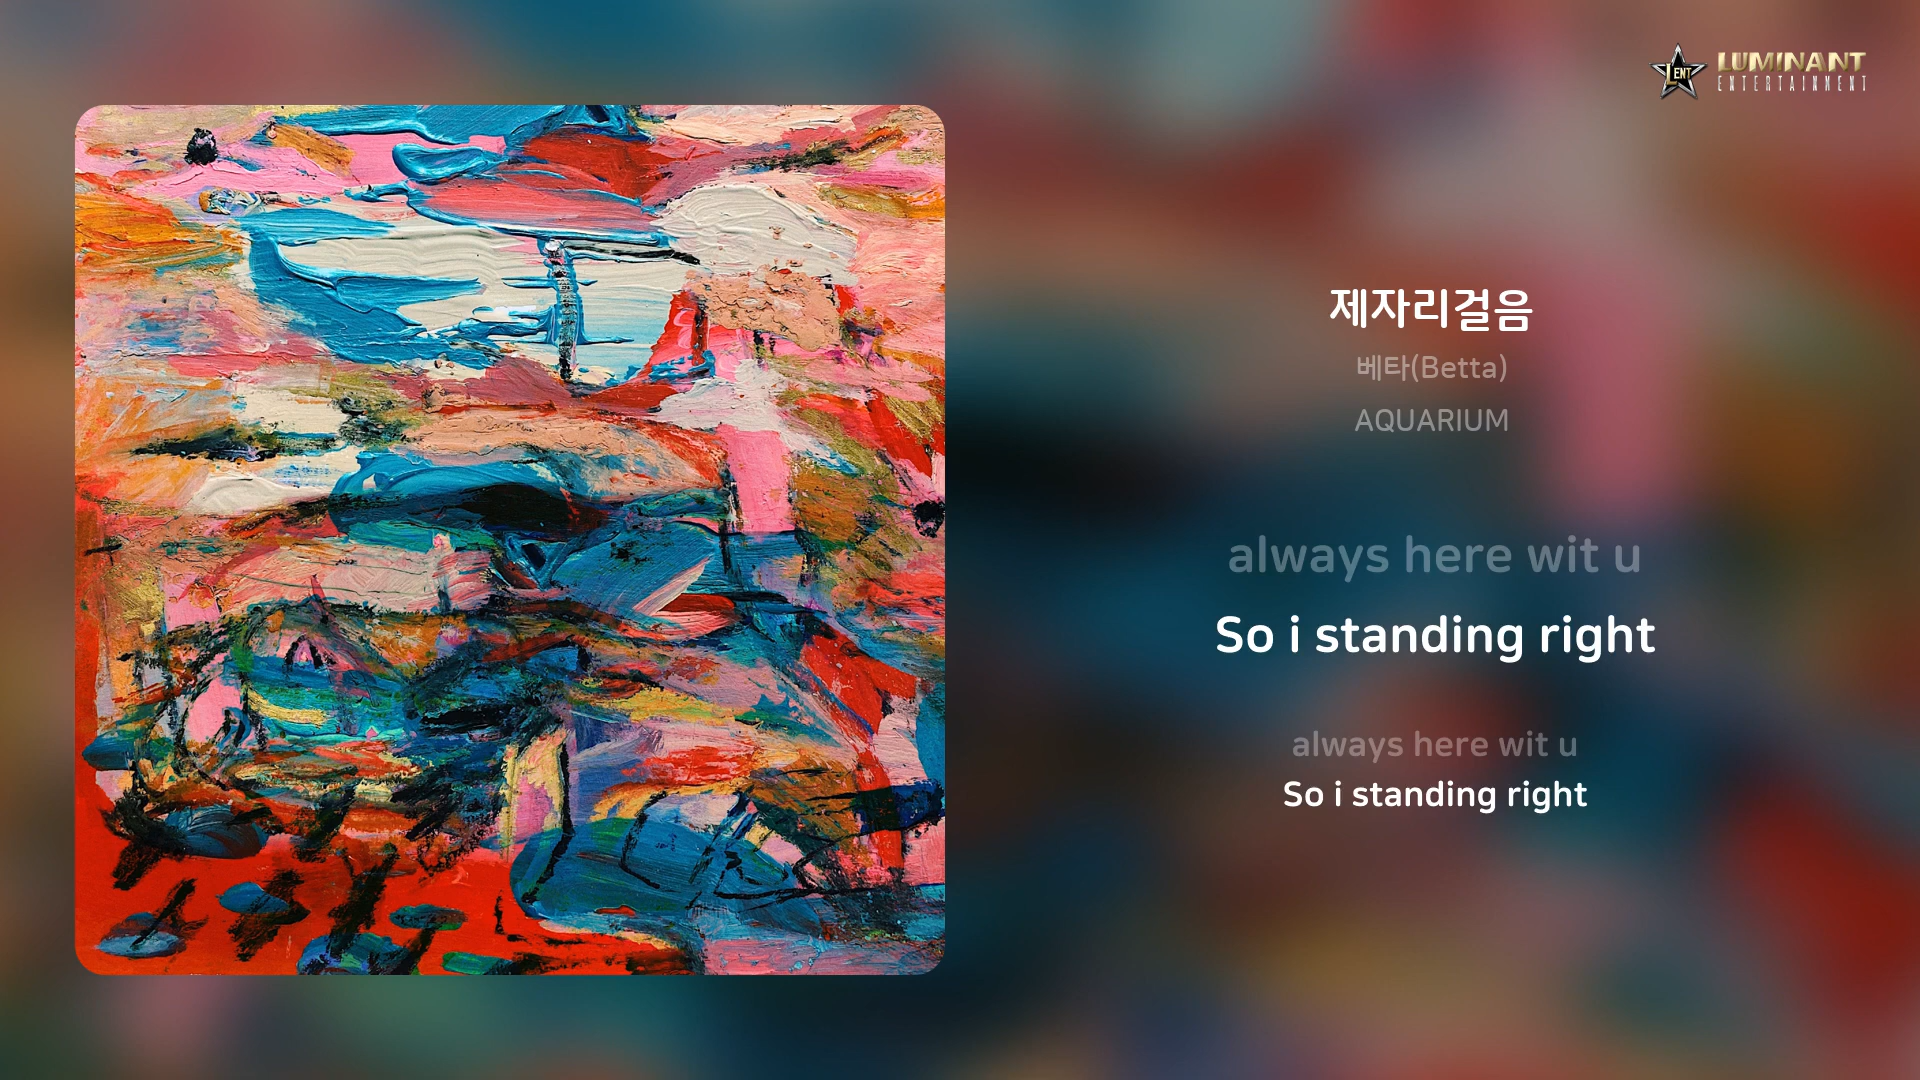 LENT
LUMINANT
ENTERTAINMENT
제자리걸음
베타(Betta)
AQUARIUM
always here wit u
So i standing right
always here wit u
So i standing right